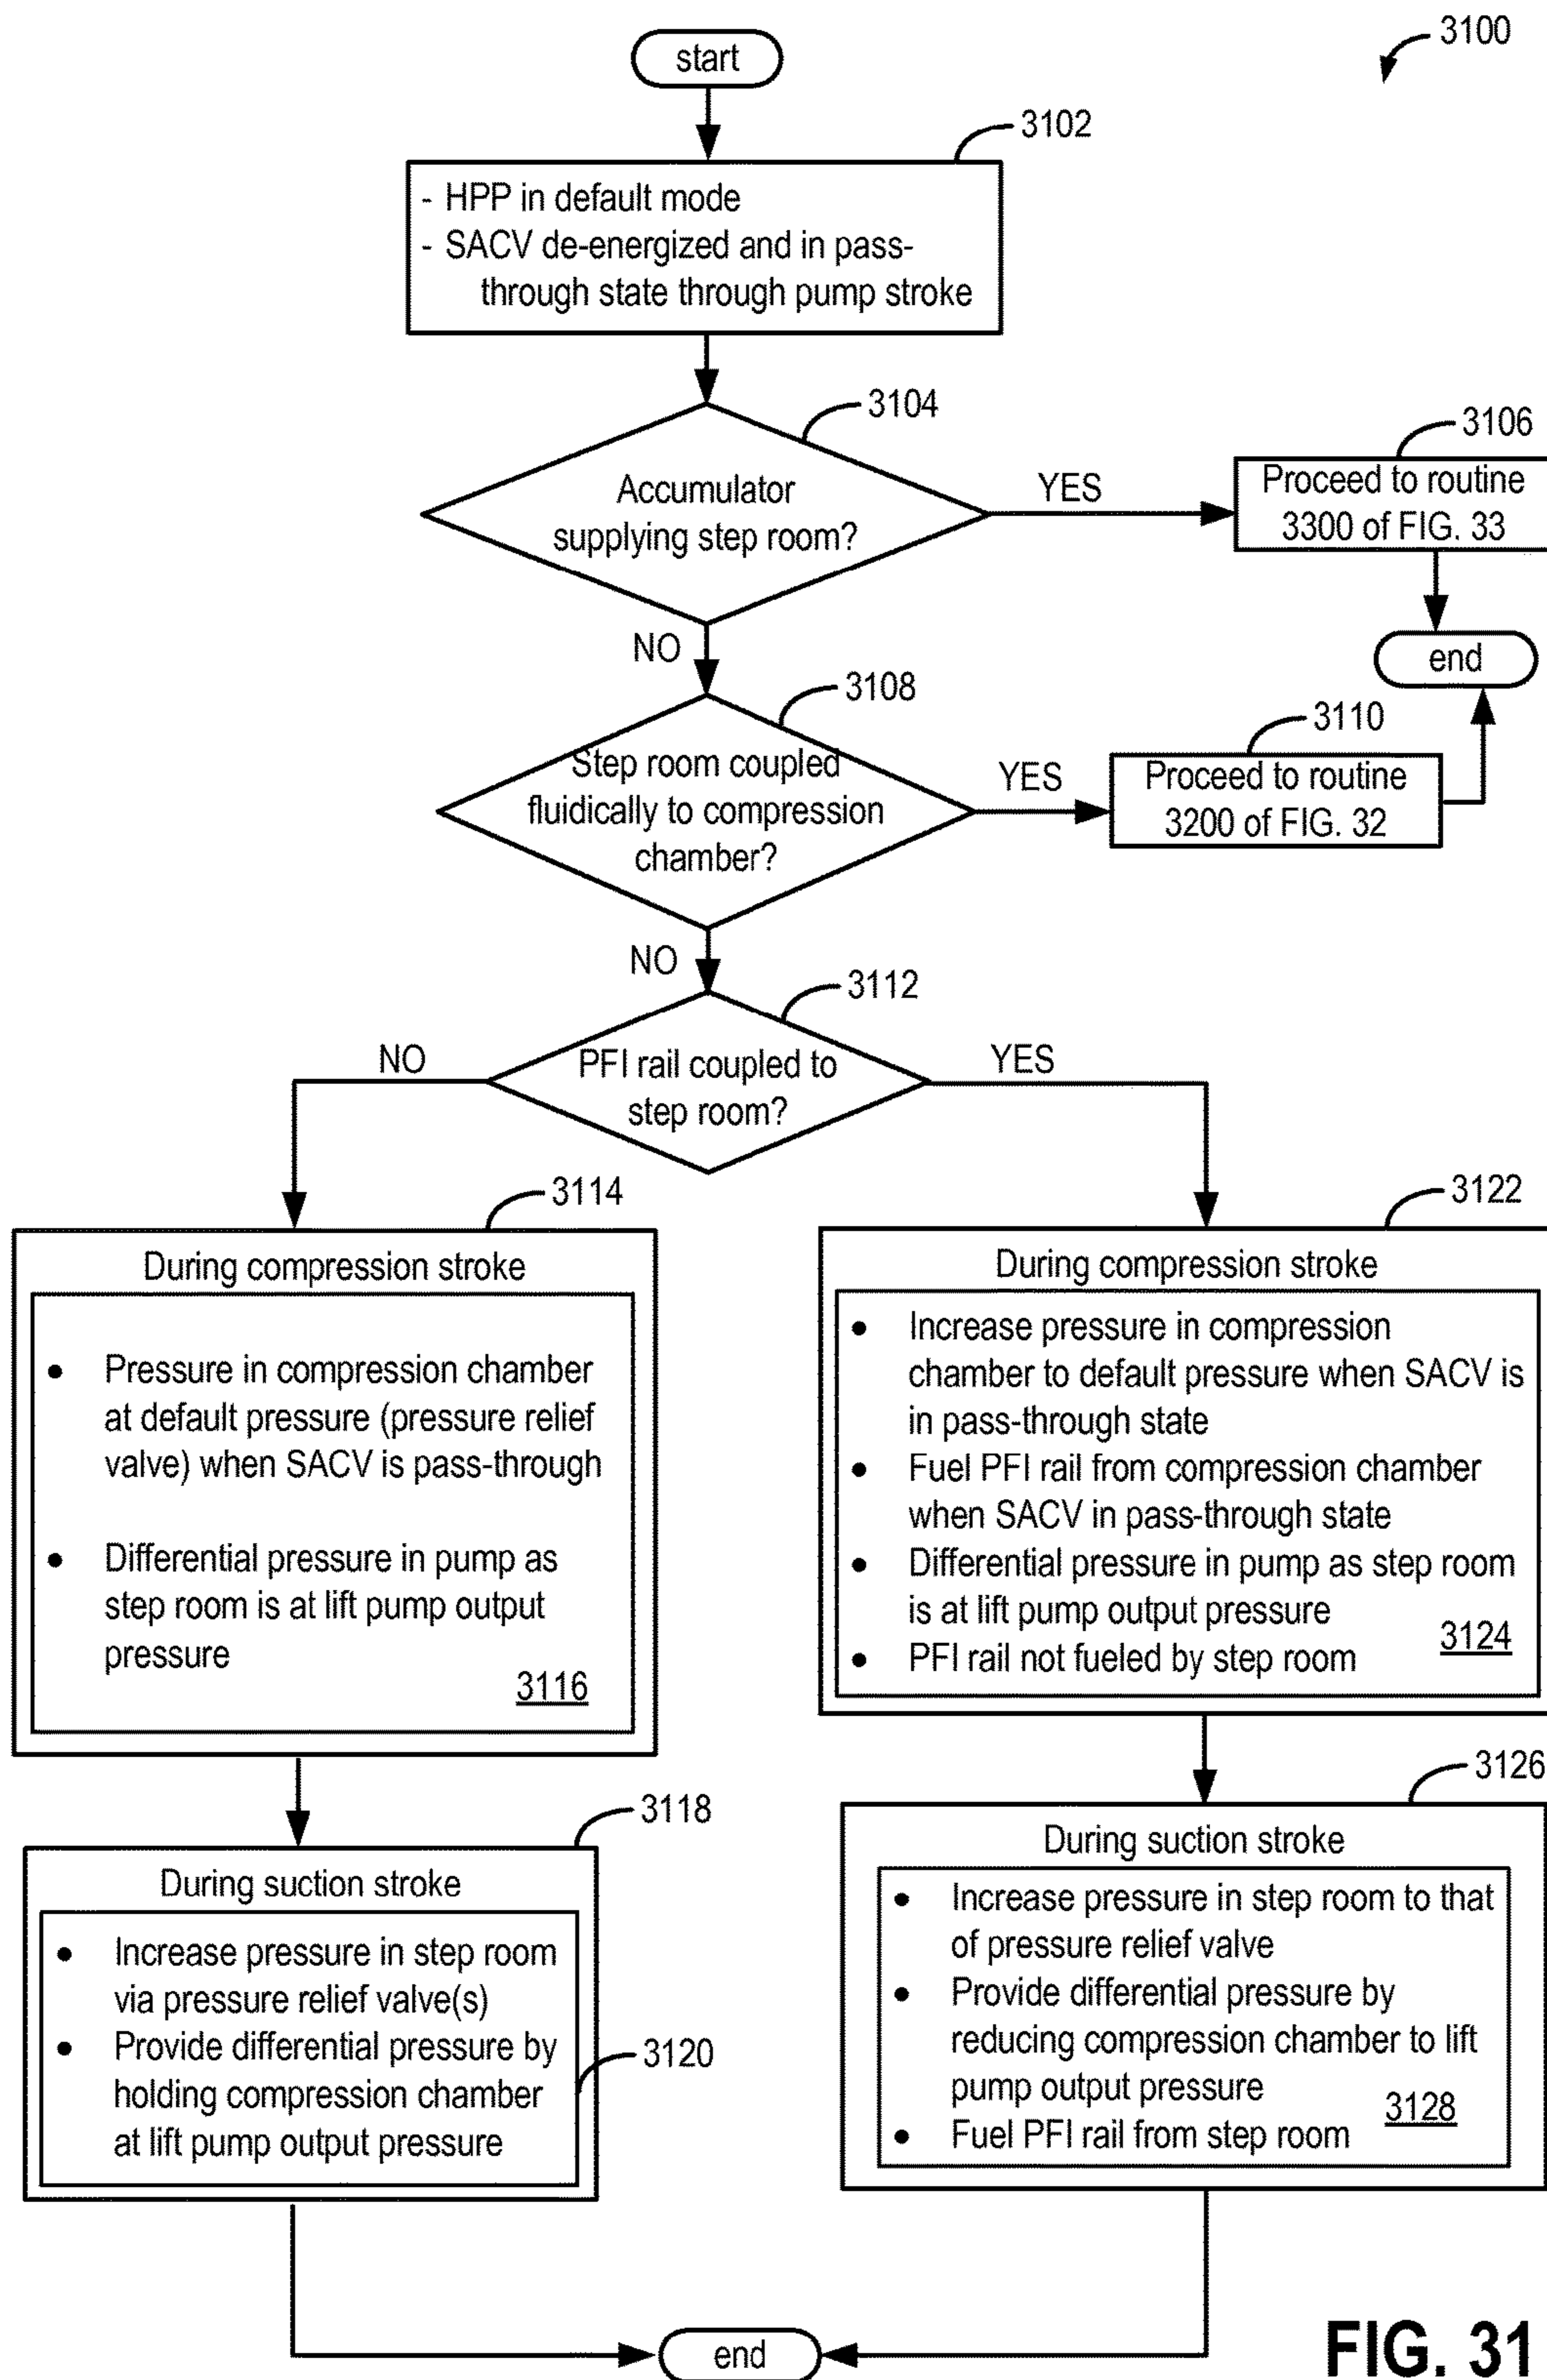 3100
start
3102
- HPP in default mode
- SACV de-energized and in pass-
through state through pump stroke
3104
Accumulator
supplying step room?
YES
3106
Proceed to routine
3300 of FIG. 33
end
NO
3108
Step room coupled
fluidically to compression
chamber?
YES
3110
Proceed to routine
3200 of FIG. 32
NO
3112
PFI rail coupled to
step room?
NO
YES
3114
During compression stroke
• Pressure in compression chamber
at default pressure (pressure relief
valve) when SACV is pass-through
• Differential pressure in pump as
step room is at lift pump output
pressure
3116
3118
During suction stroke
• Increase pressure in step room
via pressure relief valve(s)
• Provide differential pressure by
holding compression chamber
at lift pump output pressure
3120
3122
During compression stroke
• Increase pressure in compression
chamber to default pressure when SACV is
in pass-through state
• Fuel PFI rail from compression chamber
when SACV in pass-through state
• Differential pressure in pump as step room
is at lift pump output pressure
• PFI rail not fueled by step room
3124
3126
During suction stroke
• Increase pressure in step room to that
of pressure relief valve
• Provide differential pressure by
reducing compression chamber to lift
pump output pressure
• Fuel PFI rail from step room
3128
end
FIG. 31